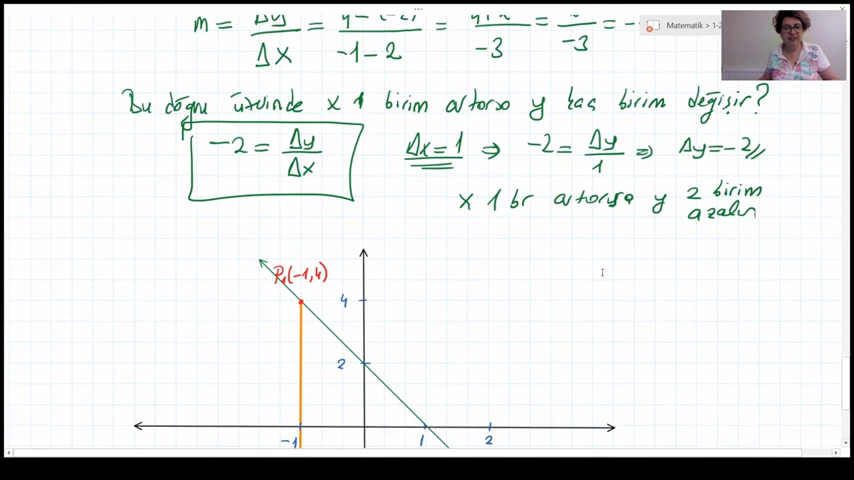 m = Δy/ΔX = /-1-2 = /-3 = /-3 = -
Matematik > 1-2
Bu doğru üzerinde x 1 birim artarsa y kaç birim değişir?
-2 = Δy/Δx   Δx=1 ⇒ -2 = Δy/1 ⇒ Δy=-2//
x 1 br artarsa y 2 birim
azalır
P₁(-1,4)
4
2
-1 1 2